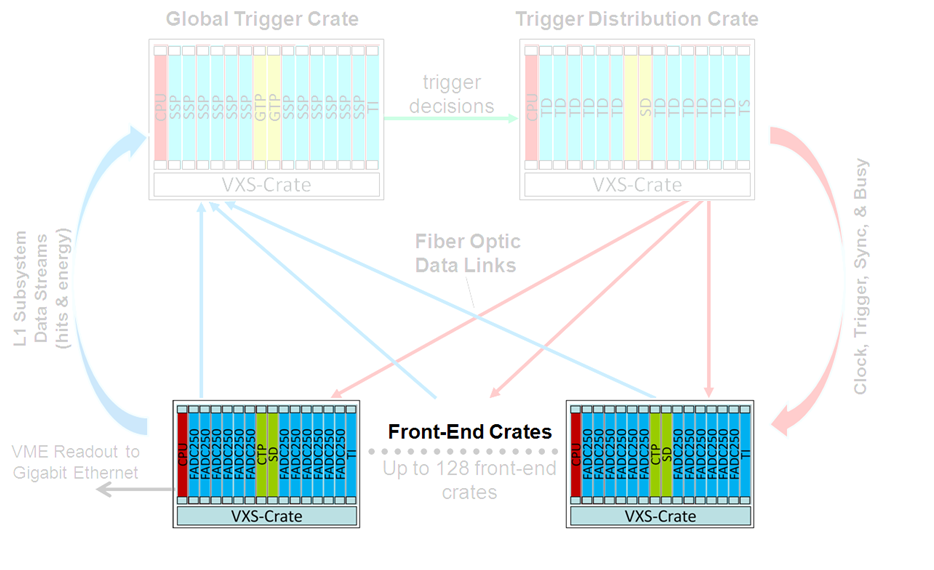 Global Trigger Crate
Trigger Distribution Crate
CPU SSP SSP SSP SSP SSP SSP GTP GTP SSP SSP SSP SSP SSP SSP TI
VXS-Crate
trigger
decisions
CPU TD TD TD TD TD TD SD TD TD TD TD TD TD TS
VXS-Crate
L1 Subsystem
Data Streams
(hits & energy)
Fiber Optic
Data Links
Clock, Trigger, Sync, & Busy
VME Readout to
Gigabit Ethernet
CPU FADC250 FADC250 FADC250 FADC250 FADC250 FADC250 CTP SD FADC250 FADC250 FADC250 FADC250 FADC250 FADC250 TI
VXS-Crate
Front-End Crates
Up to 128 front-end
crates
CPU FADC250 FADC250 FADC250 FADC250 FADC250 FADC250 CTP SD FADC250 FADC250 FADC250 FADC250 FADC250 FADC250 TI
VXS-Crate